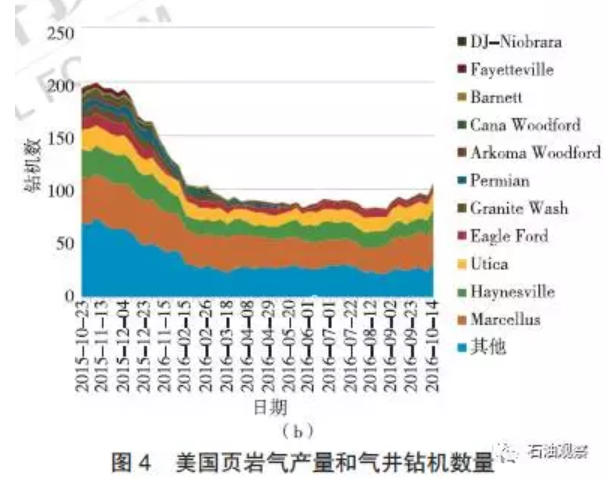 250
200
150
100
50
0
钻机数
DJ-Niobrara
Fayetteville
Barnett
Cana Woodford
Arkoma Woodford
Permian
Granite Wash
Eagle Ford
Utica
Haynesville
Marcellus
其他
2015-10-23
2015-11-13
2015-12-04
2015-12-23
2016-11-15
2016-02-15
2016-02-26
2016-03-18
2016-04-08
2016-04-29
2016-05-20
2016-06-01
2016-07-01
2016-07-22
2016-08-12
2016-09-02
2016-09-23
2016-10-14
日期
(b)
图 4 美国页岩气产量和气井钻机数量
石油观察